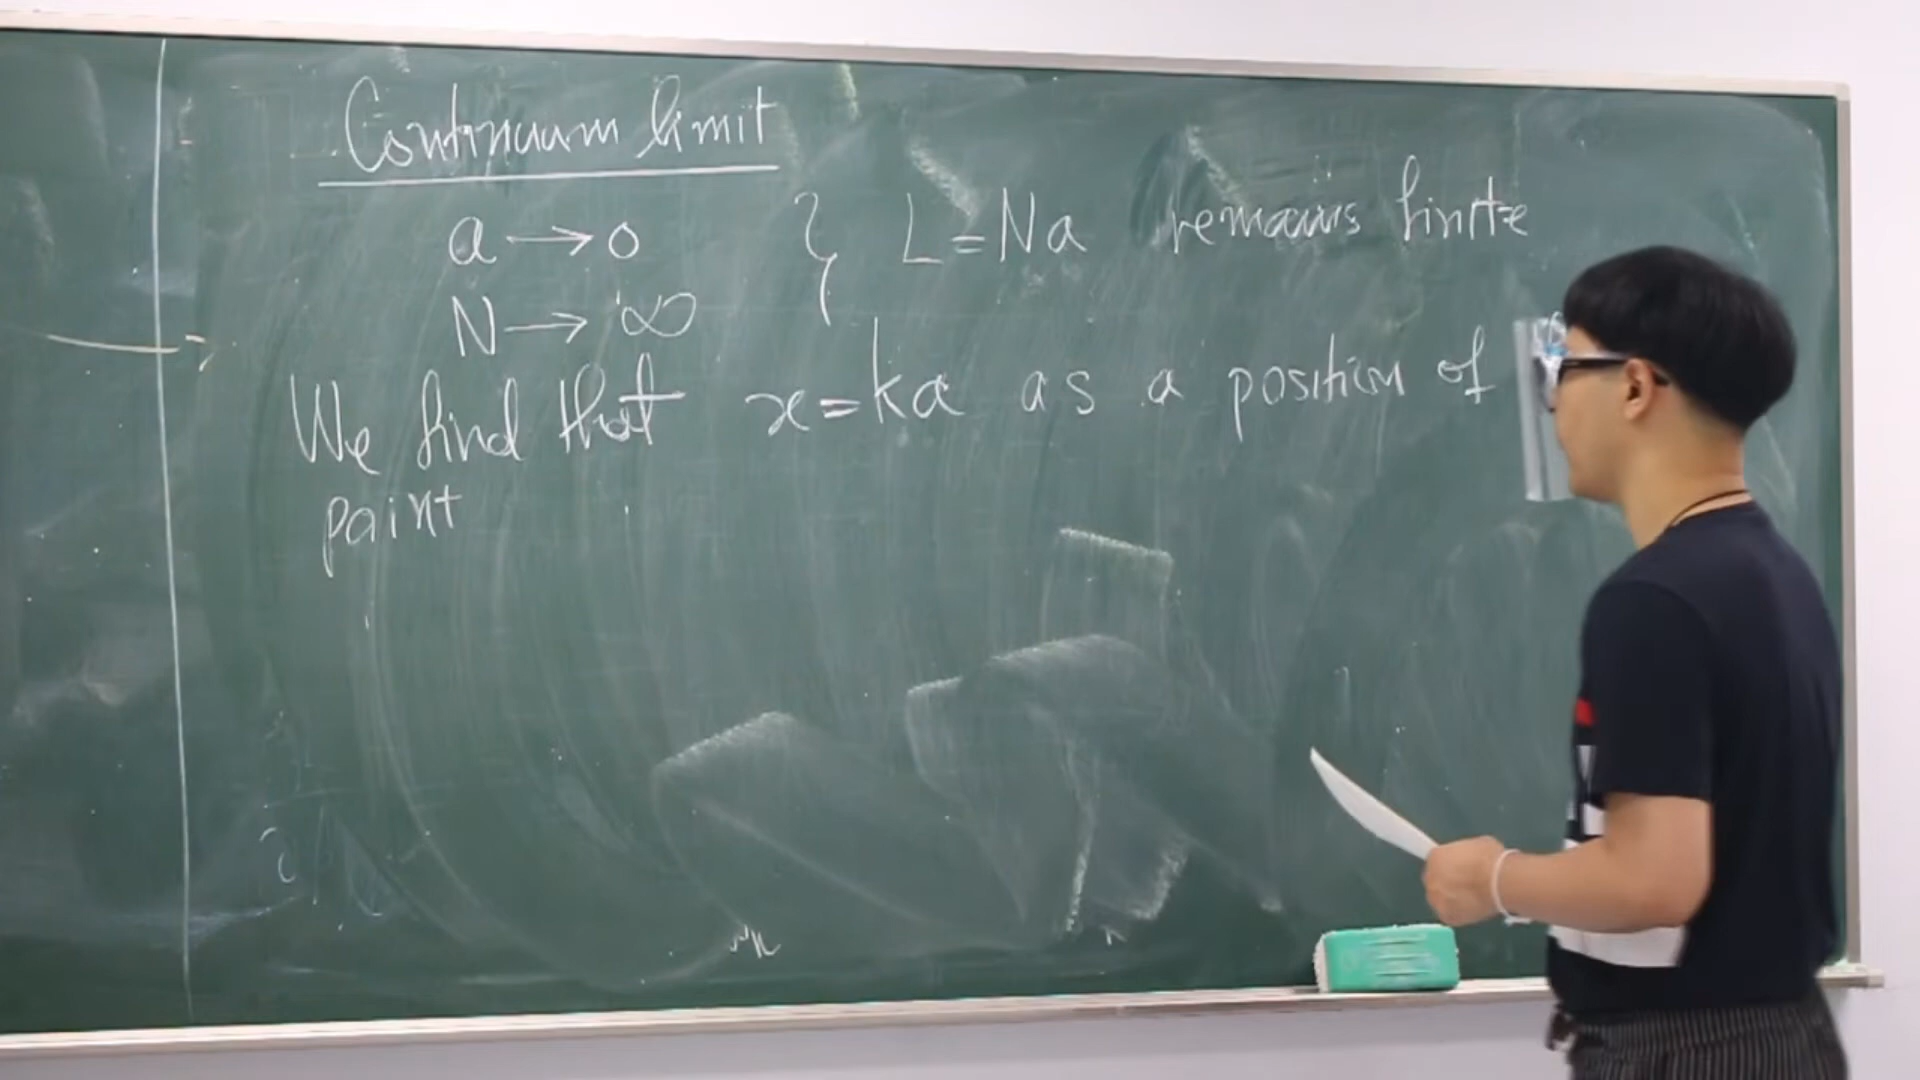 Continuum limit
a → 0 } L = Na remains finite
N → ∞
We find that x = ka as a position of
point